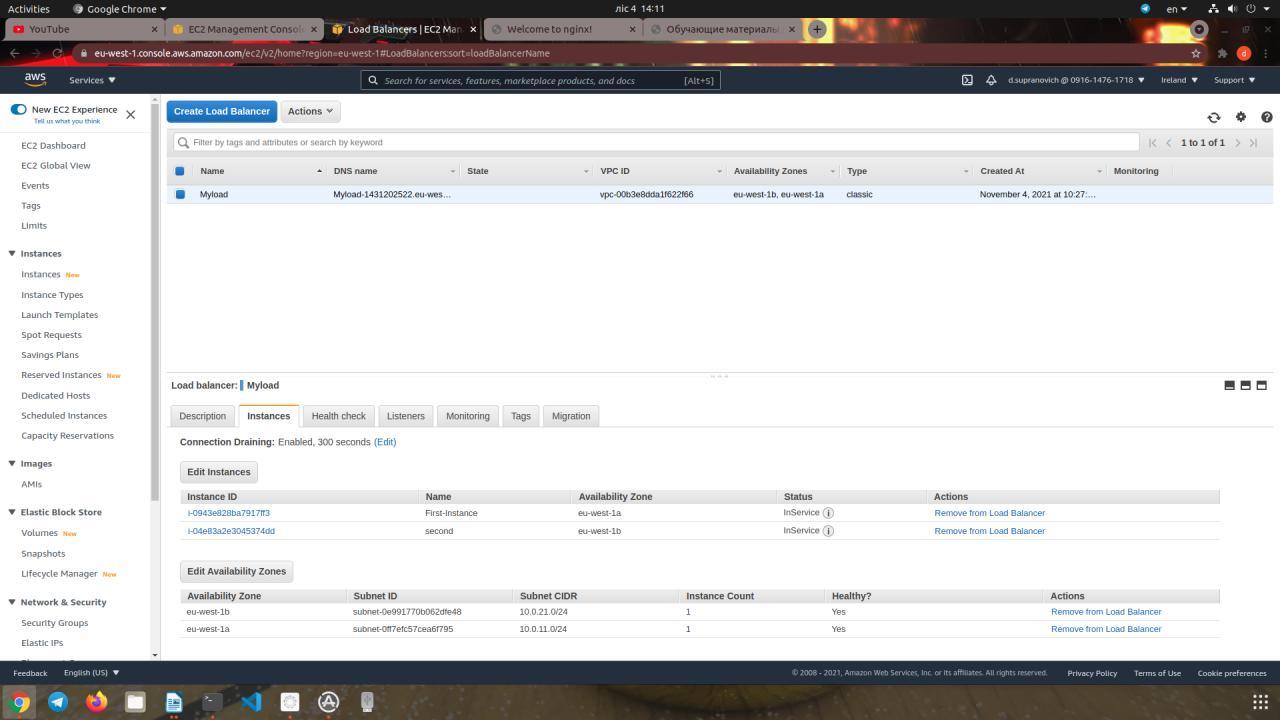 Activities Google Chrome ліс 4 14:11 en
YouTube EC2 Management Consol Load Balancers | EC2 Man Welcome to nginx! Обучающие материалы
eu-west-1.console.aws.amazon.com/ec2/v2/home?region=eu-west-1#LoadBalancers:sort=loadBalancerName d
aws Services Search for services, features, marketplace products, and docs [Alt+S] d.supranovich @ 0916-1476-1718 Ireland Support
New EC2 Experience
Tell us what you think
EC2 Dashboard
EC2 Global View
Events
Tags
Limits
Instances
Instances New
Instance Types
Launch Templates
Spot Requests
Savings Plans
Reserved Instances New
Dedicated Hosts
Scheduled Instances
Capacity Reservations
Images
AMIs
Elastic Block Store
Volumes New
Snapshots
Lifecycle Manager New
Network & Security
Security Groups
Elastic IPs
Create Load Balancer Actions
Filter by tags and attributes or search by keyword 1 to 1 of 1
Name DNS name State VPC ID Availability Zones Type Created At Monitoring
Myload Myload-1431202522.eu-wes... vpc-00b3e8dda1f622f66 eu-west-1b, eu-west-1a classic November 4, 2021 at 10:27:...
Load balancer: Myload
Description Instances Health check Listeners Monitoring Tags Migration
Connection Draining: Enabled, 300 seconds (Edit)
Edit Instances
Instance ID Name Availability Zone Status Actions
i-0943e828ba7917ff3 First-Instance eu-west-1a InService i Remove from Load Balancer
i-04e83a2e3045374dd second eu-west-1b InService i Remove from Load Balancer
Edit Availability Zones
Availability Zone Subnet ID Subnet CIDR Instance Count Healthy? Actions
eu-west-1b subnet-0e991770b062dfe48 10.0.21.0/24 1 Yes Remove from Load Balancer
eu-west-1a subnet-0ff7efc57cea6f795 10.0.11.0/24 1 Yes Remove from Load Balancer
Feedback English (US) © 2008 - 2021, Amazon Web Services, Inc. or its affiliates. All rights reserved. Privacy Policy Terms of Use Cookie preferences